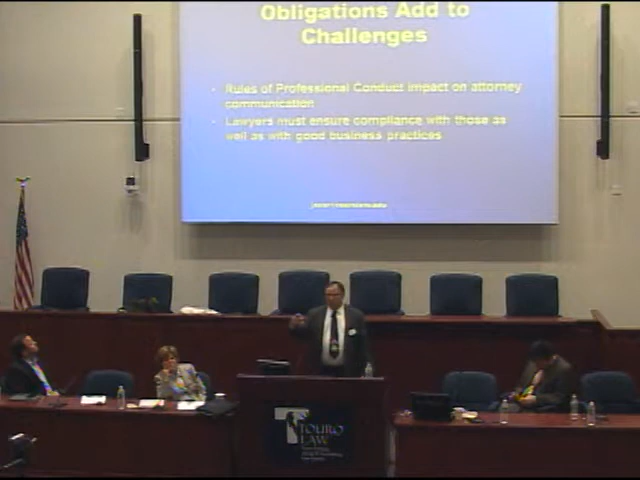 Obligations Add to
Challenges
Rules of Professional Conduct impact on attorney
communication
Lawyers must ensure compliance with those as
well as with good business practices
TOURO
LAW